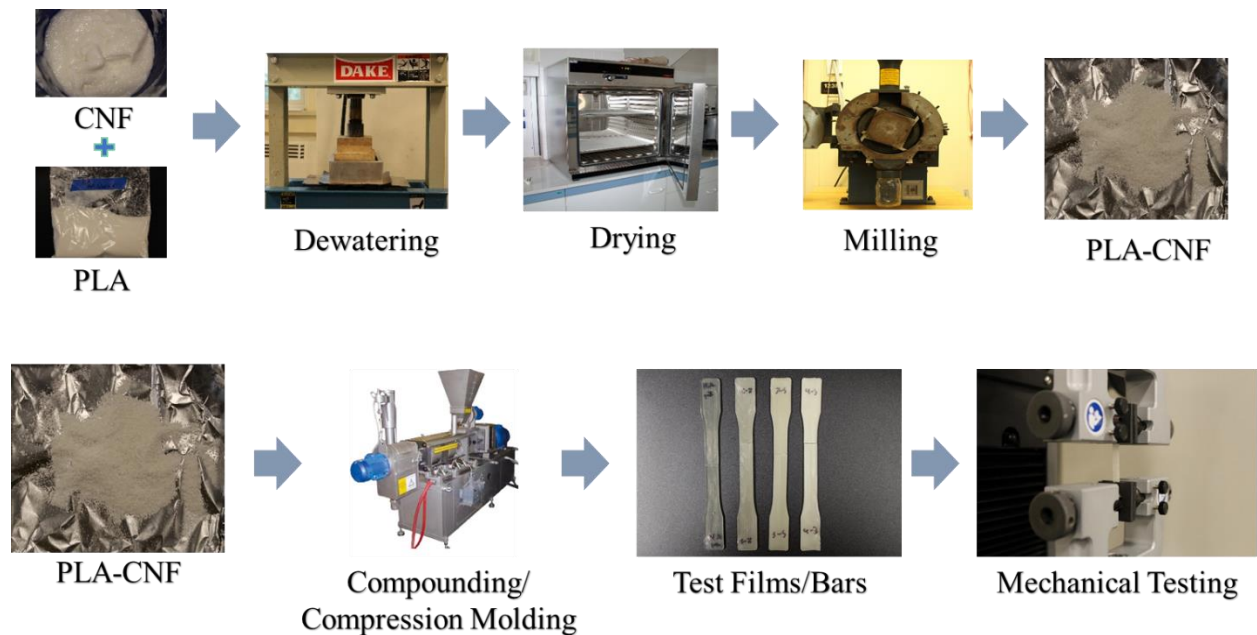 CNF
PLA
DAKE
Dewatering
Drying
Milling
PLA-CNF
PLA-CNF
Compounding/
Compression Molding
Test Films/Bars
Mechanical Testing